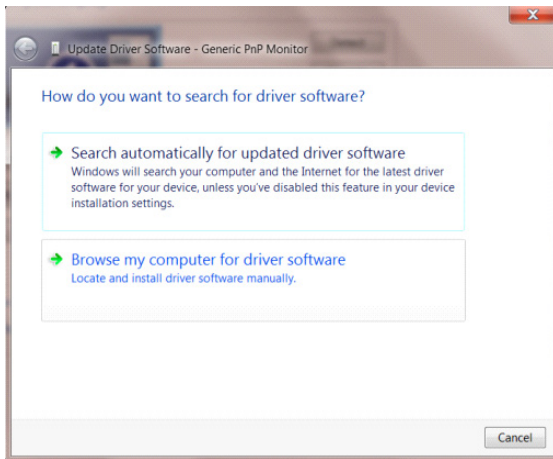 Update Driver Software - Generic PnP Monitor
How do you want to search for driver software?
Search automatically for updated driver software
Windows will search your computer and the Internet for the latest driver
software for your device, unless you've disabled this feature in your device
installation settings.
Browse my computer for driver software
Locate and install driver software manually.
Cancel